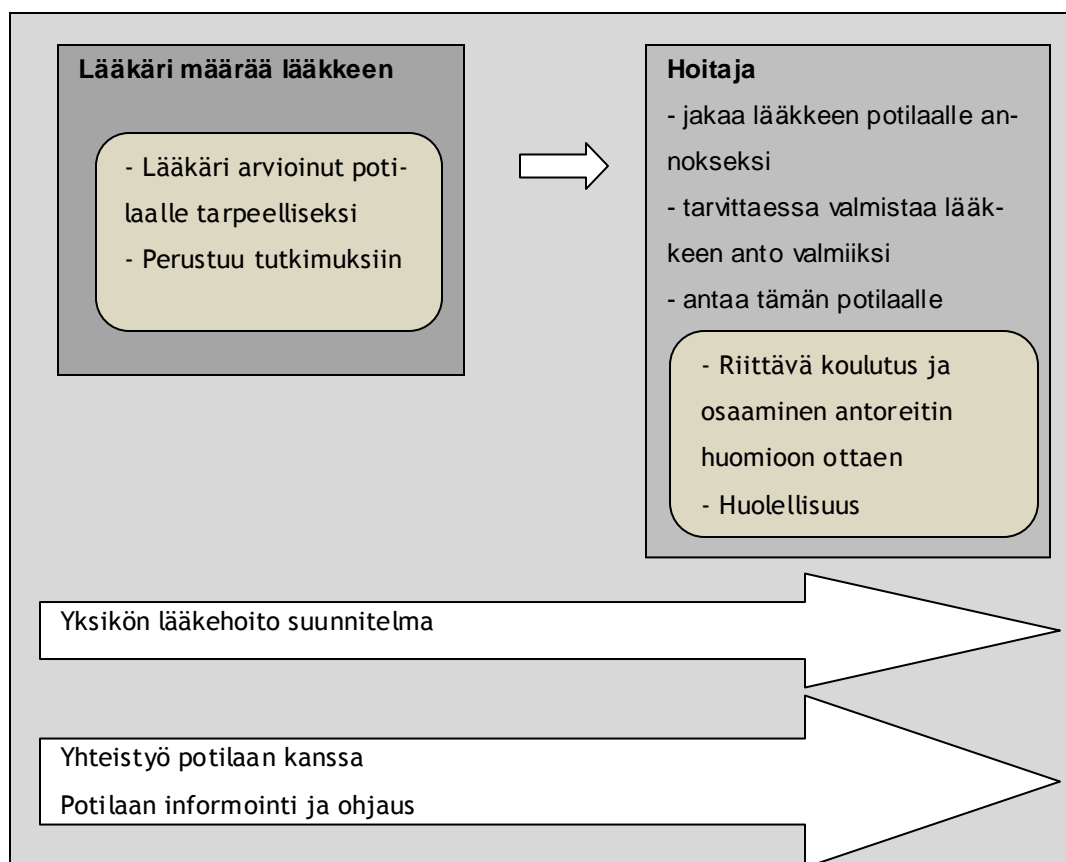 Lääkäri määrää lääkkeen
- Lääkäri arvioinut poti-
laalle tarpeelliseksi
- Perustuu tutkimuksiin
Hoitaja
- jakaa lääkkeen potilaalle an-
nokseksi
- tarvittaessa valmistaa lääk-
keen anto valmiiksi
- antaa tämän potilaalle
- Riittävä koulutus ja
osaaminen antoreitin
huomioon ottaen
- Huolellisuus
Yksikön lääkehoito suunnitelma
Yhteistyö potilaan kanssa
Potilaan informointi ja ohjaus